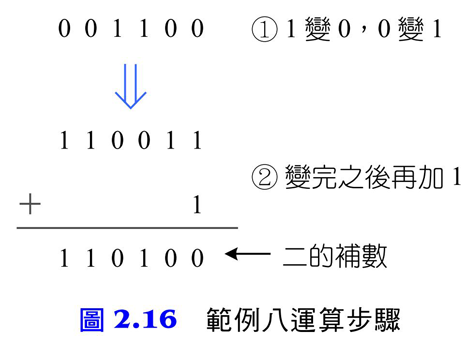 0 0 1 1 0 0 ① 1 變 0，0 變 1
1 1 0 0 1 1
② 變完之後再加 1
+ 1
1 1 0 1 0 0 ← 二的補數
圖 2.16 範例八運算步驟